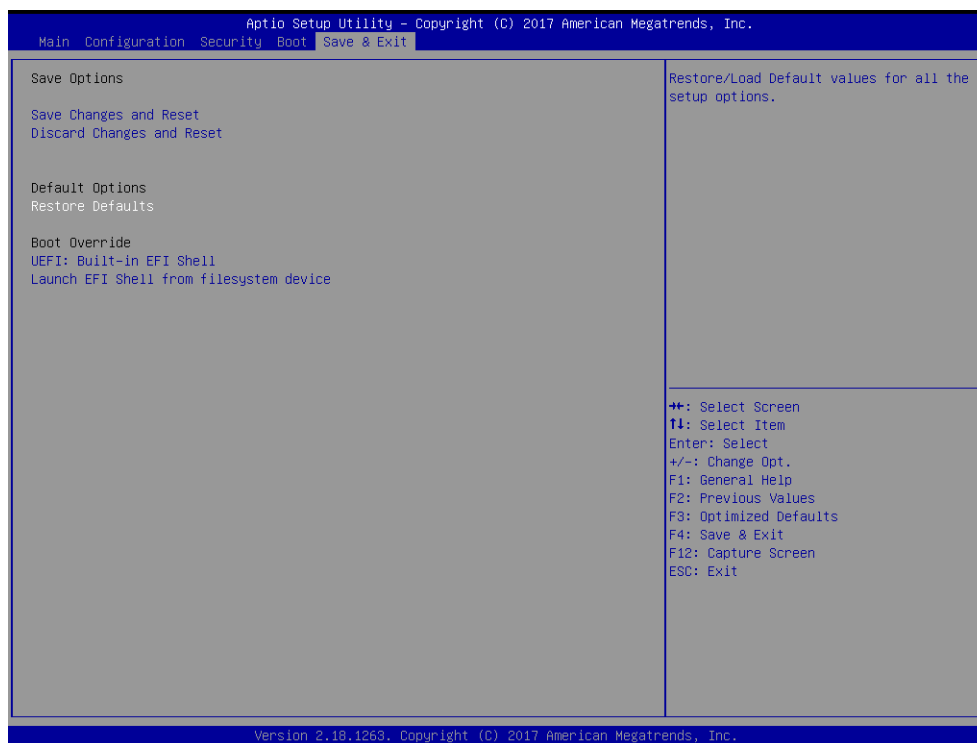 Aptio Setup Utility – Copyright (C) 2017 American Megatrends, Inc.
Main Configuration Security Boot Save & Exit
Save Options
Save Changes and Reset
Discard Changes and Reset
Default Options
Restore Defaults
Boot Override
UEFI: Built-in EFI Shell
Launch EFI Shell from filesystem device
Restore/Load Default values for all the
setup options.
→←: Select Screen
↑↓: Select Item
Enter: Select
+/-: Change Opt.
F1: General Help
F2: Previous Values
F3: Optimized Defaults
F4: Save & Exit
F12: Capture Screen
ESC: Exit
Version 2.18.1263. Copyright (C) 2017 American Megatrends, Inc.